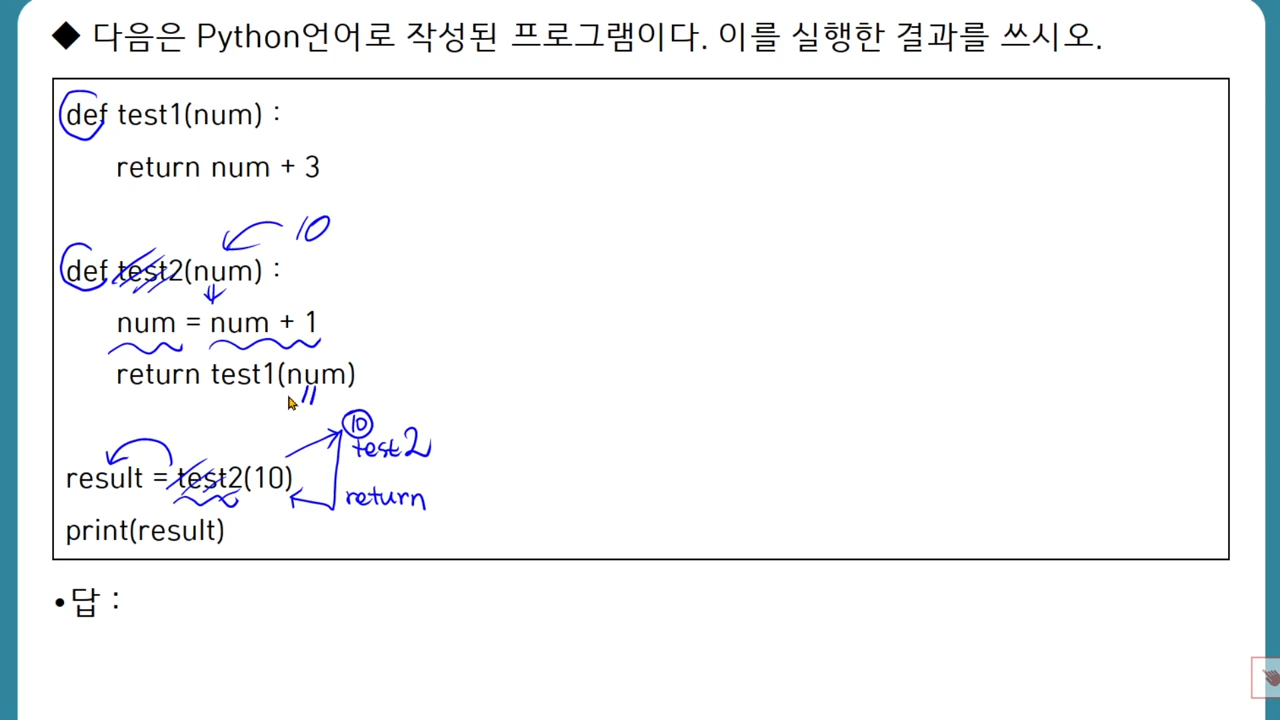 ◆ 다음은 Python언어로 작성된 프로그램이다. 이를 실행한 결과를 쓰시오.
def test1(num) :
return num + 3
10
def test2(num) :
num = num + 1
return test1(num)
11
10
test2
result = test2(10)
return
print(result)
•답 :